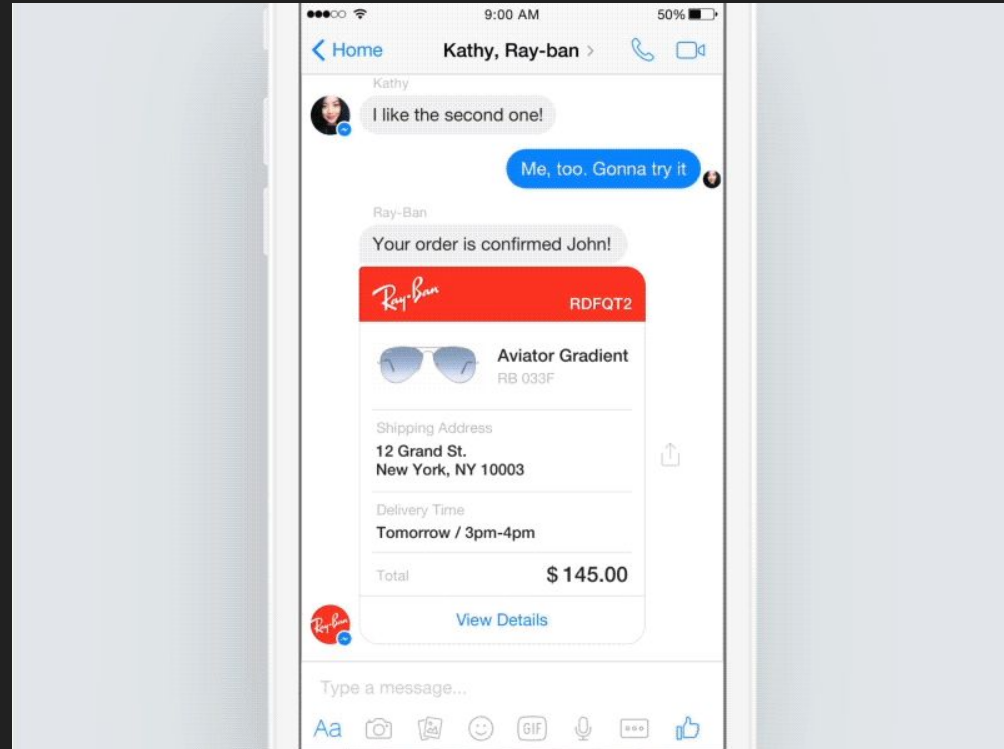 9:00 AM
50%
Home
Kathy, Ray-ban
Kathy
I like the second one!
Me, too. Gonna try it
Ray-Ban
Your order is confirmed John!
Ray-Ban
RDFQT2
Aviator Gradient
RB 033F
Shipping Address
12 Grand St.
New York, NY 10003
Delivery Time
Tomorrow / 3pm-4pm
Total
$145.00
View Details
Ray-Ban
Type a message...
Aa
GIF